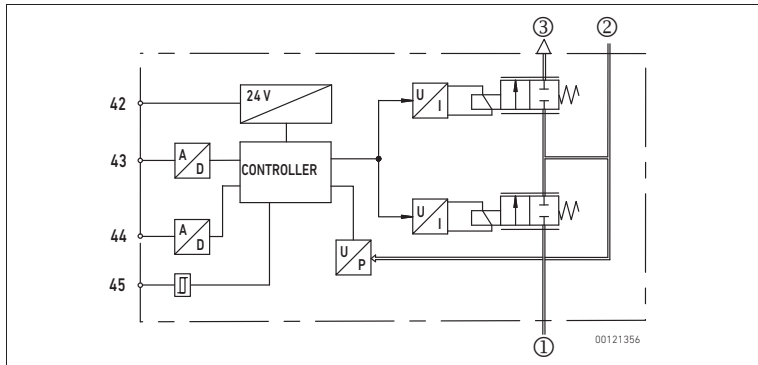 ③ ②
42 24 V
U I
43 A D CONTROLLER
44 A D
U I
U P
45
①
00121356